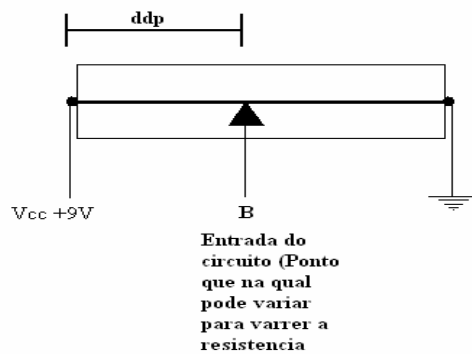 ddp
Vcc +9V
B
Entrada do
circuito (Ponto
que na qual
pode variar
para varrer a
resistencia